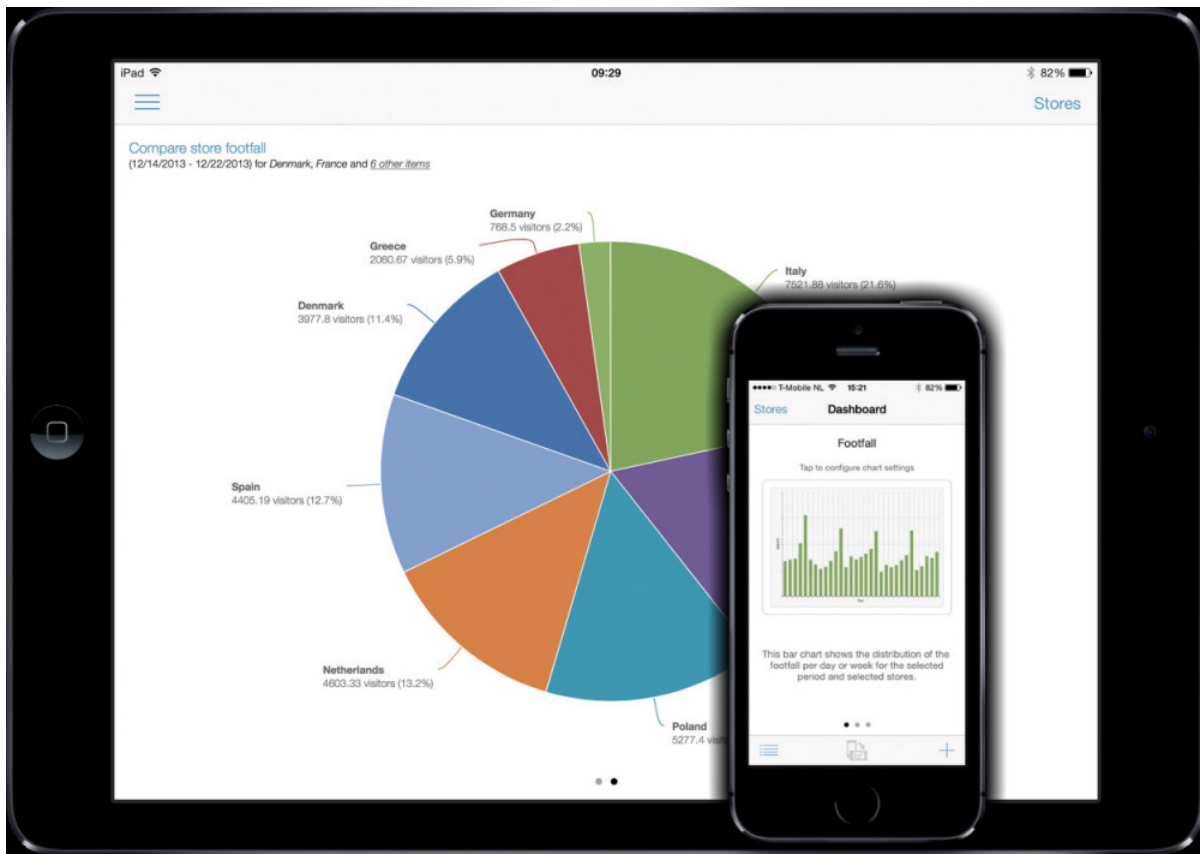 iPad
09:29
82%
Stores
Compare store footfall
(12/14/2013 - 12/22/2013) for Denmark, France and 6 other items
Germany
768.5 visitors (2.2%)
Greece
2060.67 visitors (5.9%)
Italy
7521.88 visitors (21.6%)
Denmark
3977.8 visitors (11.4%)
Spain
4405.19 visitors (12.7%)
Netherlands
4603.33 visitors (13.2%)
Poland
5277.4
T-Mobile NL
15:21
82%
Stores
Dashboard
Footfall
Tap to configure chart settings
This bar chart shows the distribution of the
footfall per day or week for the selected
period and selected stores.